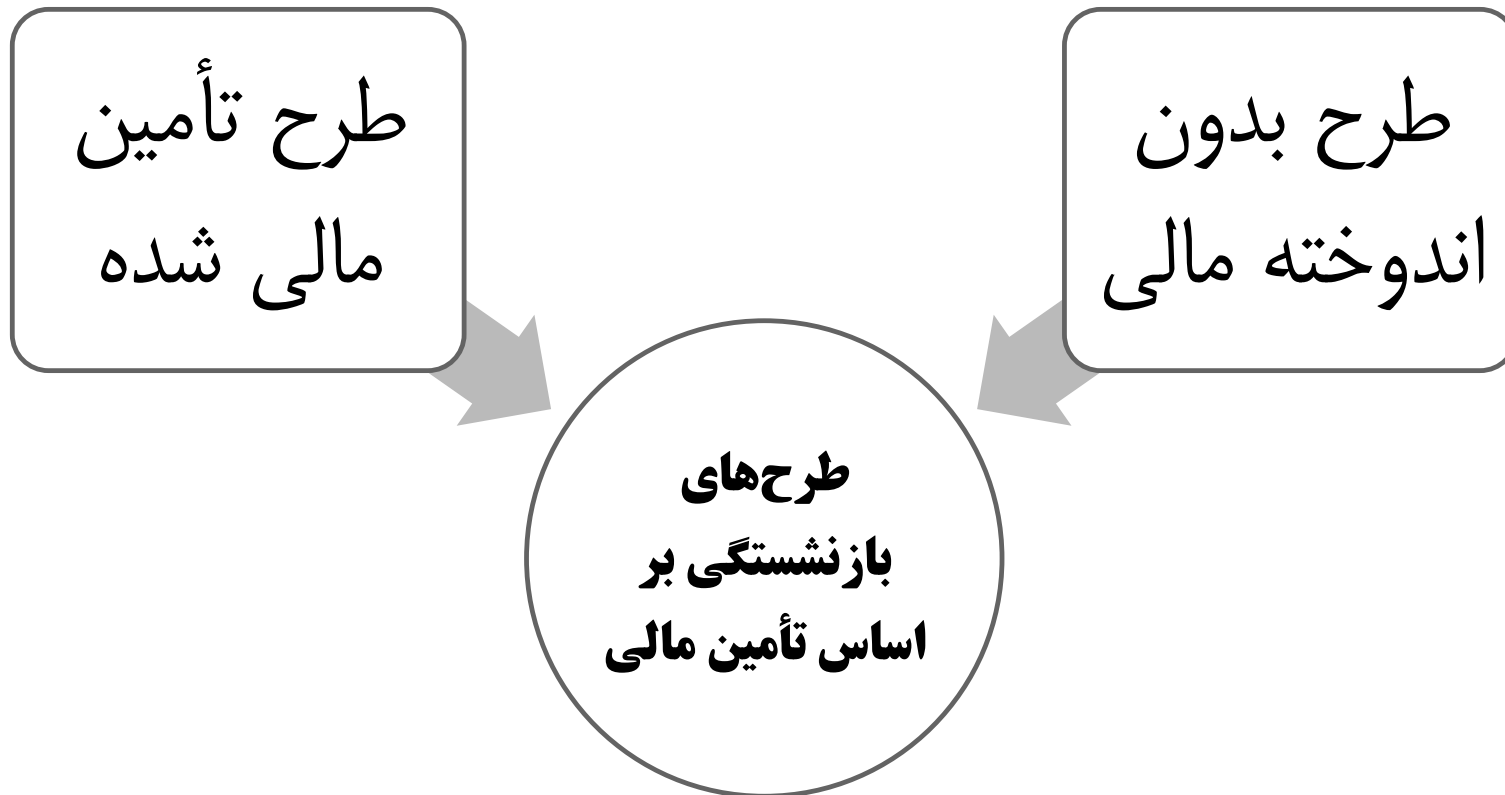 طرح بدون
اندوخته مالی
طرح تأمین
مالی شده
طرح‌های
بازنشستگی بر
اساس تأمین مالی